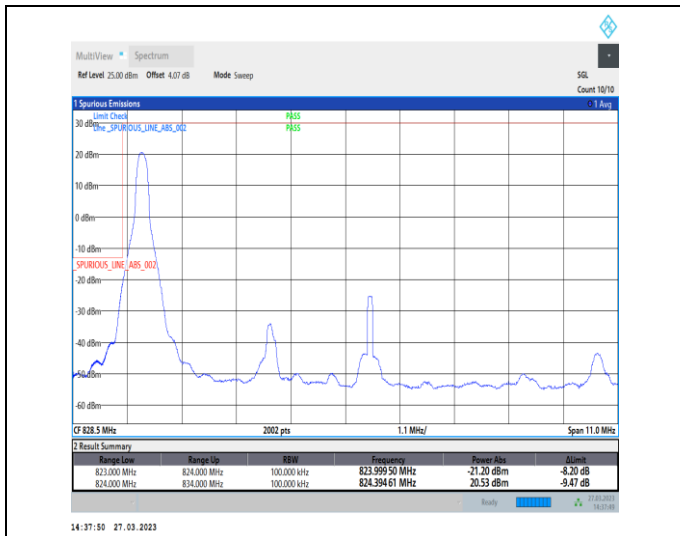 MultiView Spectrum
Ref Level 25.00 dBm Offset 4.07 dB Mode Sweep SGL
Count 10/10
1 Spurious Emissions 1 Avg
Limit Check PASS
30 dBm
Line _SPURIOUS_LINE_ABS_002 PASS
20 dBm
10 dBm
0 dBm
-10 dBm
_SPURIOUS_LINE_ABS_002
-20 dBm
-30 dBm
-40 dBm
-50 dBm
-60 dBm
CF 828.5 MHz 2002 pts 1.1 MHz/ Span 11.0 MHz
2 Result Summary
Range Low Range Up RBW Frequency Power Abs ΔLimit
823.000 MHz 824.000 MHz 100.000 kHz 823.99950 MHz -21.20 dBm -8.20 dB
824.000 MHz 834.000 MHz 100.000 kHz 824.39461 MHz 20.53 dBm -9.47 dB
Ready 27.03.2023
14:37:49
14:37:50 27.03.2023